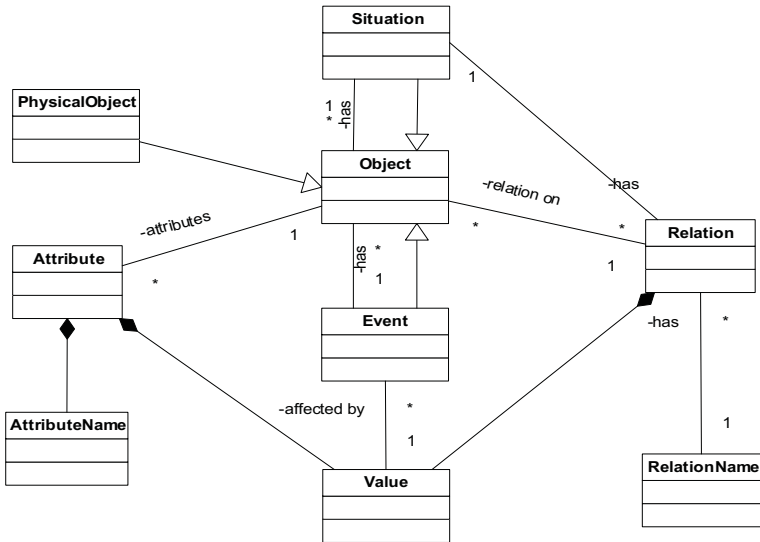 Situation
PhysicalObject
1
1
*
-has
Object
-has
-relation on
-attributes
1
*
*
Relation
Attribute
*
-has
*
1
1
Event
-has
*
-affected by
*
AttributeName
1
1
Value
RelationName